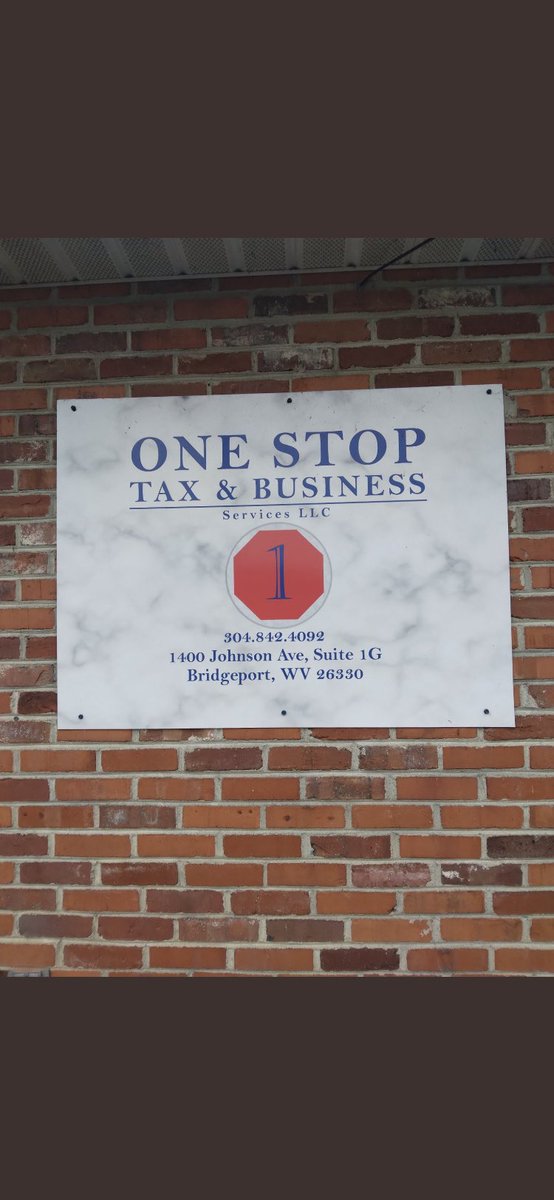 ONE STOP
TAX & BUSINESS
Services LLC
1
304.842.4092
1400 Johnson Ave, Suite 1G
Bridgeport, WV 26330